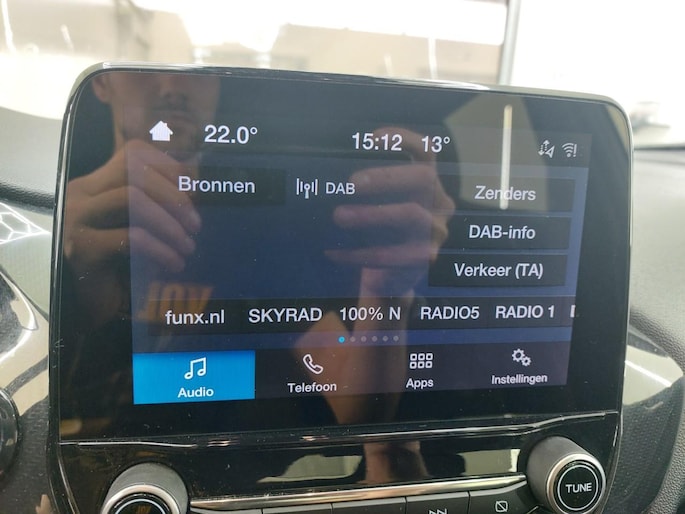 22.0° 15:12 13°
Bronnen DAB Zenders
DAB-info
Verkeer (TA)
funx.nl SKYRAD 100% N RADIO5 RADIO 1
Audio Telefoon Apps Instellingen
TUNE